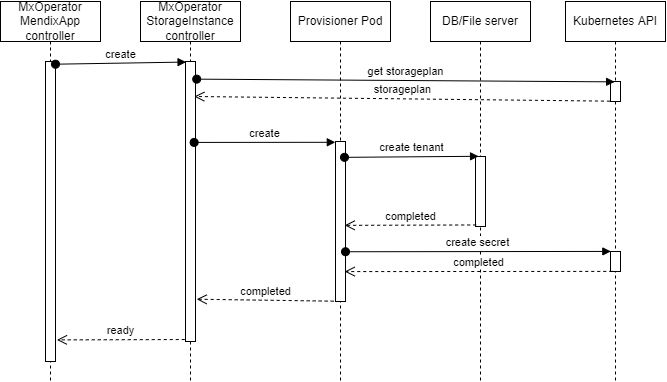 MxOperator
MendixApp
controller
MxOperator
StorageInstance
controller
Provisioner Pod
DB/File server
Kubernetes API
create
get storageplan
storageplan
create
create tenant
completed
create secret
completed
completed
ready